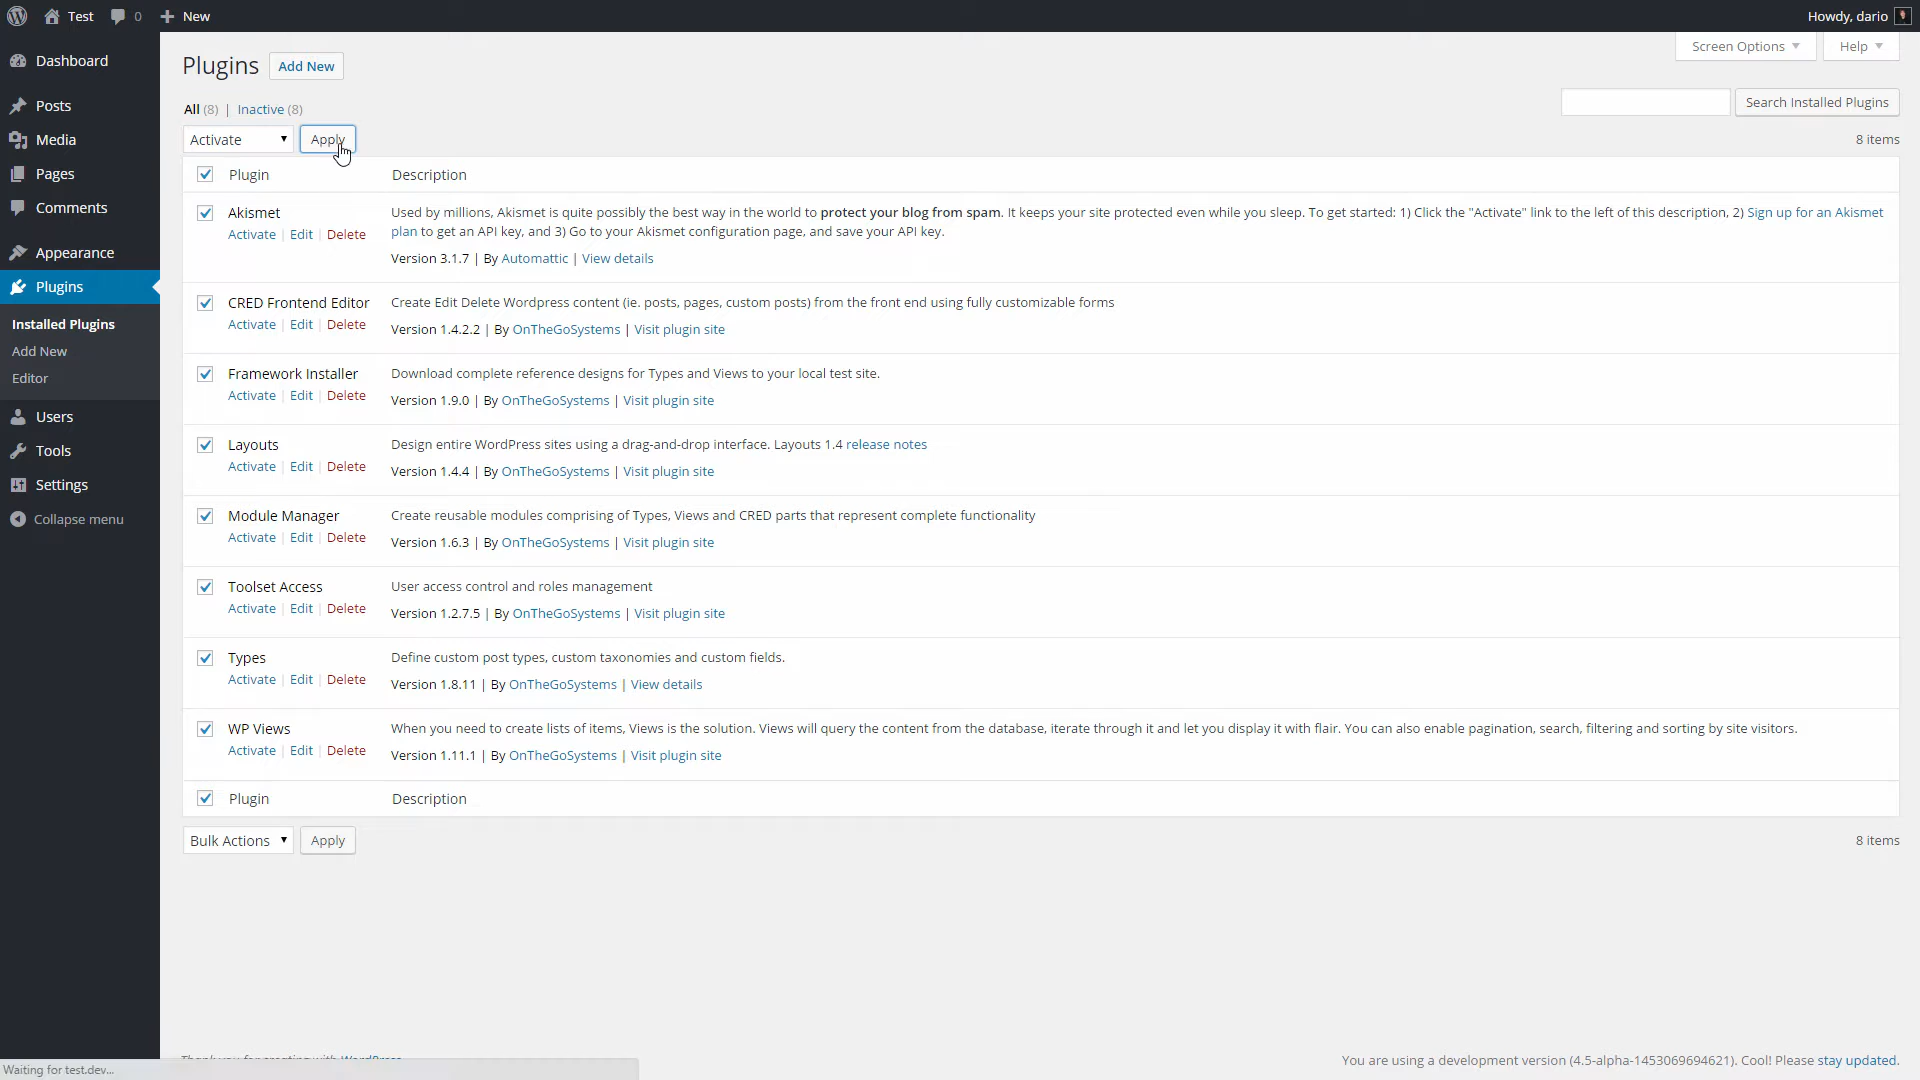 Test 0 New Howdy, dario
Screen Options Help
Dashboard
Posts
Media
Pages
Comments
Appearance
Plugins
Installed Plugins
Add New
Editor
Users
Tools
Settings
Collapse menu
Plugins Add New
All (8) | Inactive (8)
Search Installed Plugins
Activate Apply 8 items
Plugin Description
Akismet
Activate | Edit | Delete
Used by millions, Akismet is quite possibly the best way in the world to protect your blog from spam. It keeps your site protected even while you sleep. To get started: 1) Click the "Activate" link to the left of this description, 2) Sign up for an Akismet
plan to get an API key, and 3) Go to your Akismet configuration page, and save your API key.
Version 3.1.7 | By Automattic | View details
CRED Frontend Editor
Activate | Edit | Delete
Create Edit Delete Wordpress content (ie. posts, pages, custom posts) from the front end using fully customizable forms
Version 1.4.2.2 | By OnTheGoSystems | Visit plugin site
Framework Installer
Activate | Edit | Delete
Download complete reference designs for Types and Views to your local test site.
Version 1.9.0 | By OnTheGoSystems | Visit plugin site
Layouts
Activate | Edit | Delete
Design entire WordPress sites using a drag-and-drop interface. Layouts 1.4 release notes
Version 1.4.4 | By OnTheGoSystems | Visit plugin site
Module Manager
Activate | Edit | Delete
Create reusable modules comprising of Types, Views and CRED parts that represent complete functionality
Version 1.6.3 | By OnTheGoSystems | Visit plugin site
Toolset Access
Activate | Edit | Delete
User access control and roles management
Version 1.2.7.5 | By OnTheGoSystems | Visit plugin site
Types
Activate | Edit | Delete
Define custom post types, custom taxonomies and custom fields.
Version 1.8.11 | By OnTheGoSystems | View details
WP Views
Activate | Edit | Delete
When you need to create lists of items, Views is the solution. Views will query the content from the database, iterate through it and let you display it with flair. You can also enable pagination, search, filtering and sorting by site visitors.
Version 1.11.1 | By OnTheGoSystems | Visit plugin site
Plugin Description
Bulk Actions Apply 8 items
Thank you for creating with WordPress.
You are using a development version (4.5-alpha-1453069694621). Cool! Please stay updated.
Waiting for test.dev...